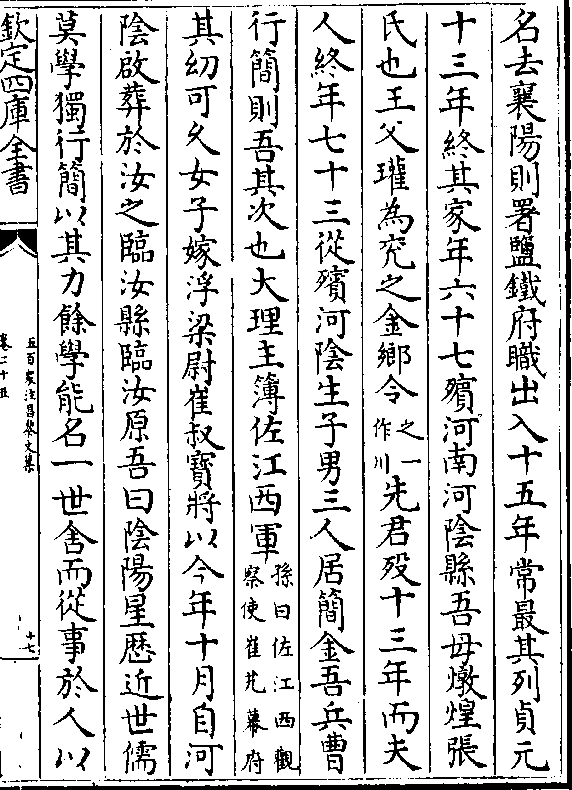 名去襄陽則署鹽鐵府職出入十五年常最其列貞元
十三年終其家年六十七殯河南河陰縣吾母燉煌張
氏也王父瓘為兖之金鄉令之一作川先君殁十三年而夫
人終年七十三從殯河陰生子男三人居簡金吾兵曹
行簡則吾其次也大理主簿佐江西軍孫曰佐江西觀察使崔芃幕府
其幼可久女子嫁浮梁尉崔叔寶將以今年十月自河
陰啟葬於汝之臨汝縣臨汝原吾曰陰陽星厯近世儒
莫學獨行簡以其力餘學能名一世舍而從事於人以
欽定四庫全書
五百家注昌黎文集
卷二十五
十七